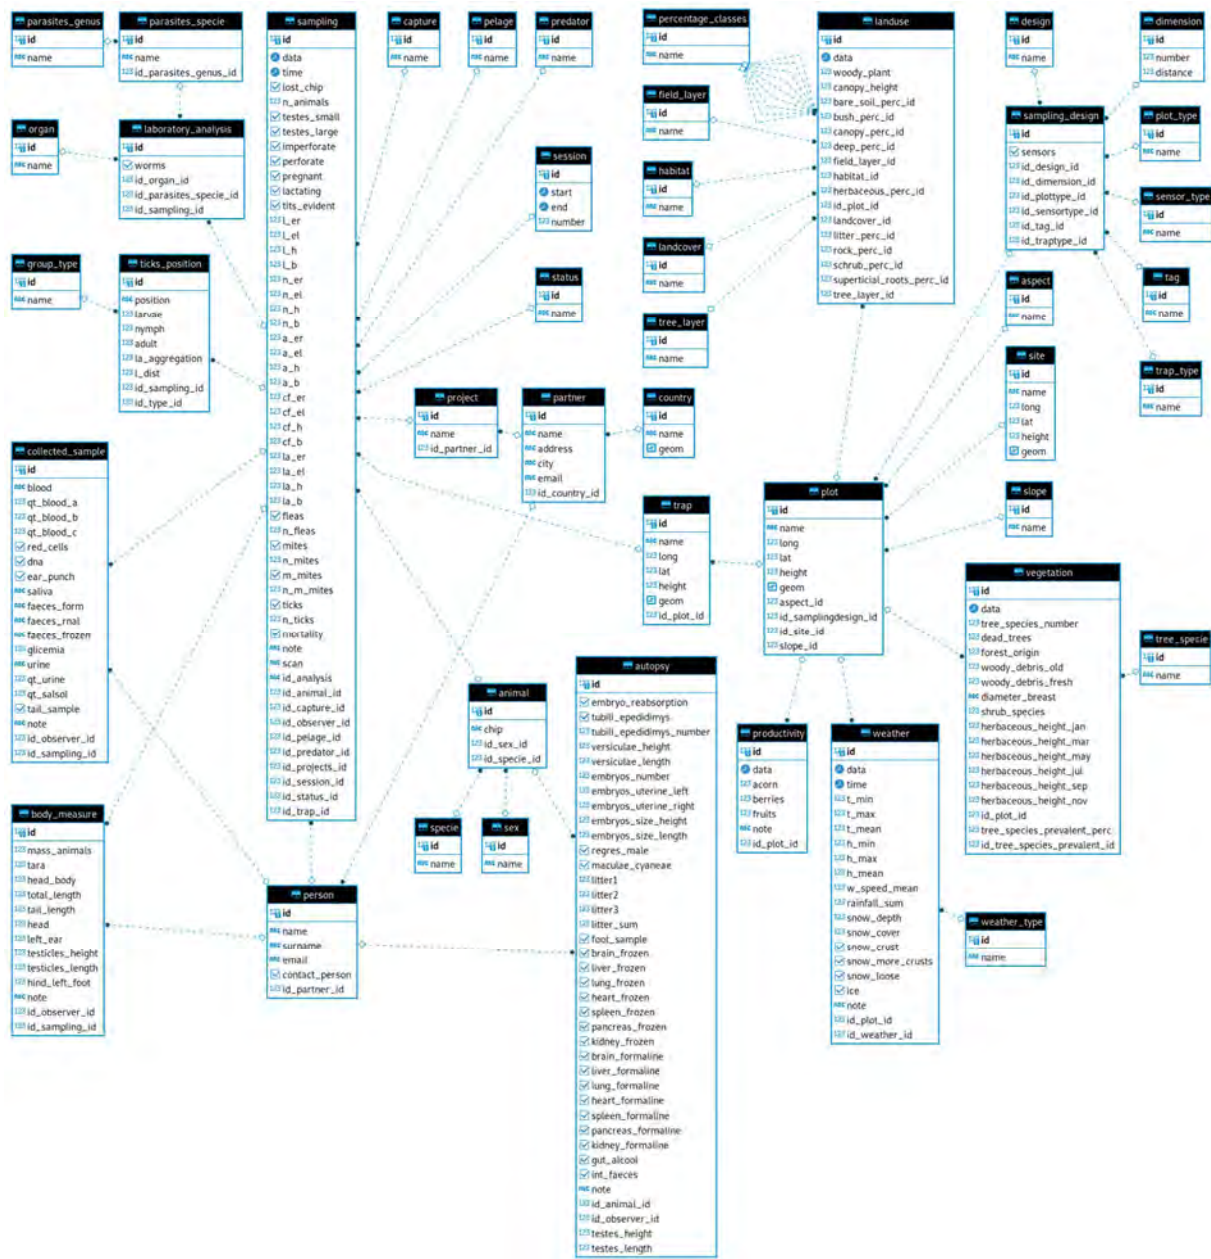 parasites_genus
id
name
parasites_specie
id
name
id_parasites_genus_id
organ
id
name
laboratory_analysis
id
worms
id_organ_id
id_parasites_specie_id
id_sampling_id
group_type
id
name
ticks_position
id
position
larvae
nymph
adult
la_aggregation
l_dist
id_sampling_id
id_type_id
collected_sample
id
blood
qt_blood_a
qt_blood_b
qt_blood_c
red_cells
dna
ear_punch
saliva
faeces_form
faeces_rnal
faeces_frozen
glicemia
urine
qt_urine
qt_salsol
tail_sample
note
id_observer_id
id_sampling_id
body_measure
id
mass_animals
tara
head_body
total_length
tail_length
head
left_ear
testicles_height
testicles_length
hind_left_foot
note
id_observer_id
id_sampling_id
sampling
id
data
time
lost_chip
n_animals
testes_small
testes_large
imperforate
perforate
pregnant
lactating
tits_evident
l_er
l_el
l_h
l_b
n_er
n_el
n_h
n_b
a_er
a_el
a_h
a_b
cf_er
cf_el
cf_h
cf_b
la_er
la_el
la_h
la_b
fleas
n_fleas
mites
n_mites
m_mites
n_m_mites
ticks
n_ticks
mortality
note
scan
id_analysis
id_animal_id
id_capture_id
id_observer_id
id_pelage_id
id_predator_id
id_projects_id
id_session_id
id_status_id
id_trap_id
person
id
name
surname
email
contact_person
id_partner_id
capture
id
name
pelage
id
name
predator
id
name
session
id
start
end
number
status
id
name
project
id
name
id_partner_id
partner
id
name
address
city
email
id_country_id
country
id
name
geom
animal
id
chip
id_sex_id
id_specie_id
specie
id
name
sex
id
name
autopsy
id
embryo_reabsorption
tubili_epedidimys
tubili_epedidimys_number
versiculae_height
versiculae_length
embryos_number
embryos_uterine_left
embryos_uterine_right
embryos_size_height
embryos_size_length
regres_male
maculae_cyaneae
litter1
litter2
litter3
litter_sum
foot_sample
brain_frozen
liver_frozen
lung_frozen
heart_frozen
spleen_frozen
pancreas_frozen
kidney_frozen
brain_formaline
liver_formaline
lung_formaline
heart_formaline
spleen_formaline
pancreas_formaline
kidney_formaline
gut_alcool
int_faeces
note
id_animal_id
id_observer_id
testes_height
testes_length
percentage_classes
id
name
field_layer
id
name
habitat
id
name
landcover
id
name
tree_layer
id
name
landuse
id
data
woody_plant
canopy_height
bare_soil_perc_id
bush_perc_id
canopy_perc_id
deep_perc_id
field_layer_id
habitat_id
herbaceous_perc_id
id_plot_id
landcover_id
litter_perc_id
rock_perc_id
schrub_perc_id
superficial_roots_perc_id
tree_layer_id
trap
id
name
long
lat
height
geom
id_plot_id
plot
id
name
long
lat
height
geom
aspect_id
id_samplingdesign_id
id_site_id
slope_id
productivity
id
data
acorn
berries
fruits
note
id_plot_id
weather
id
data
time
t_min
t_max
t_mean
h_min
h_max
h_mean
w_speed_mean
rainfall_sum
snow_depth
snow_cover
snow_crust
snow_more_crusts
snow_loose
ice
note
id_plot_id
id_weather_id
weather_type
id
name
design
id
name
dimension
id
number
distance
sampling_design
id
sensors
id_design_id
id_dimension_id
id_plottype_id
id_sensortype_id
id_tag_id
id_traptype_id
plot_type
id
name
sensor_type
id
name
tag
id
name
trap_type
id
name
aspect
id
name
site
id
name
long
lat
height
geom
slope
id
name
vegetation
id
data
tree_species_number
dead_trees
forest_origin
woody_debris_old
woody_debris_fresh
diameter_breast
shrub_species
herbaceous_height_jan
herbaceous_height_mar
herbaceous_height_may
herbaceous_height_jul
herbaceous_height_sep
herbaceous_height_nov
id_plot_id
tree_species_prevalent_perc
id_tree_species_prevalent_id
tree_specie
id
name